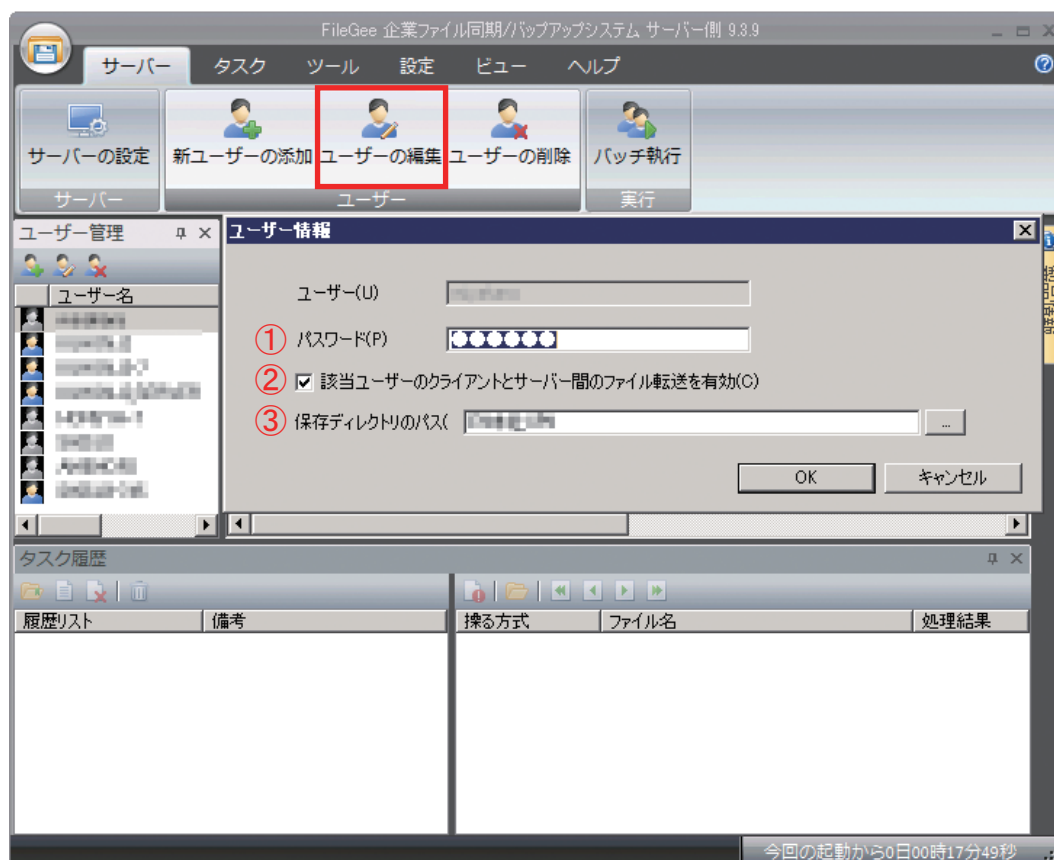 FileGee 企業ファイル同期/バップアップシステム サーバー側 9.3.9
サーバー タスク ツール 設定 ビュー ヘルプ
サーバーの設定 新ユーザーの添加 ユーザーの編集 ユーザーの削除 バッチ執行
サーバー ユーザー 実行
ユーザー管理
ユーザー名
ユーザー情報
ユーザー(U)
① パスワード(P)
② 該当ユーザーのクライアントとサーバー間のファイル転送を有効(C)
③ 保存ディレクトリのパス( ...
OK キャンセル
タスク履歴
履歴リスト 備考 操る方式 ファイル名 処理結果
今回の起動から0日00時17分49秒